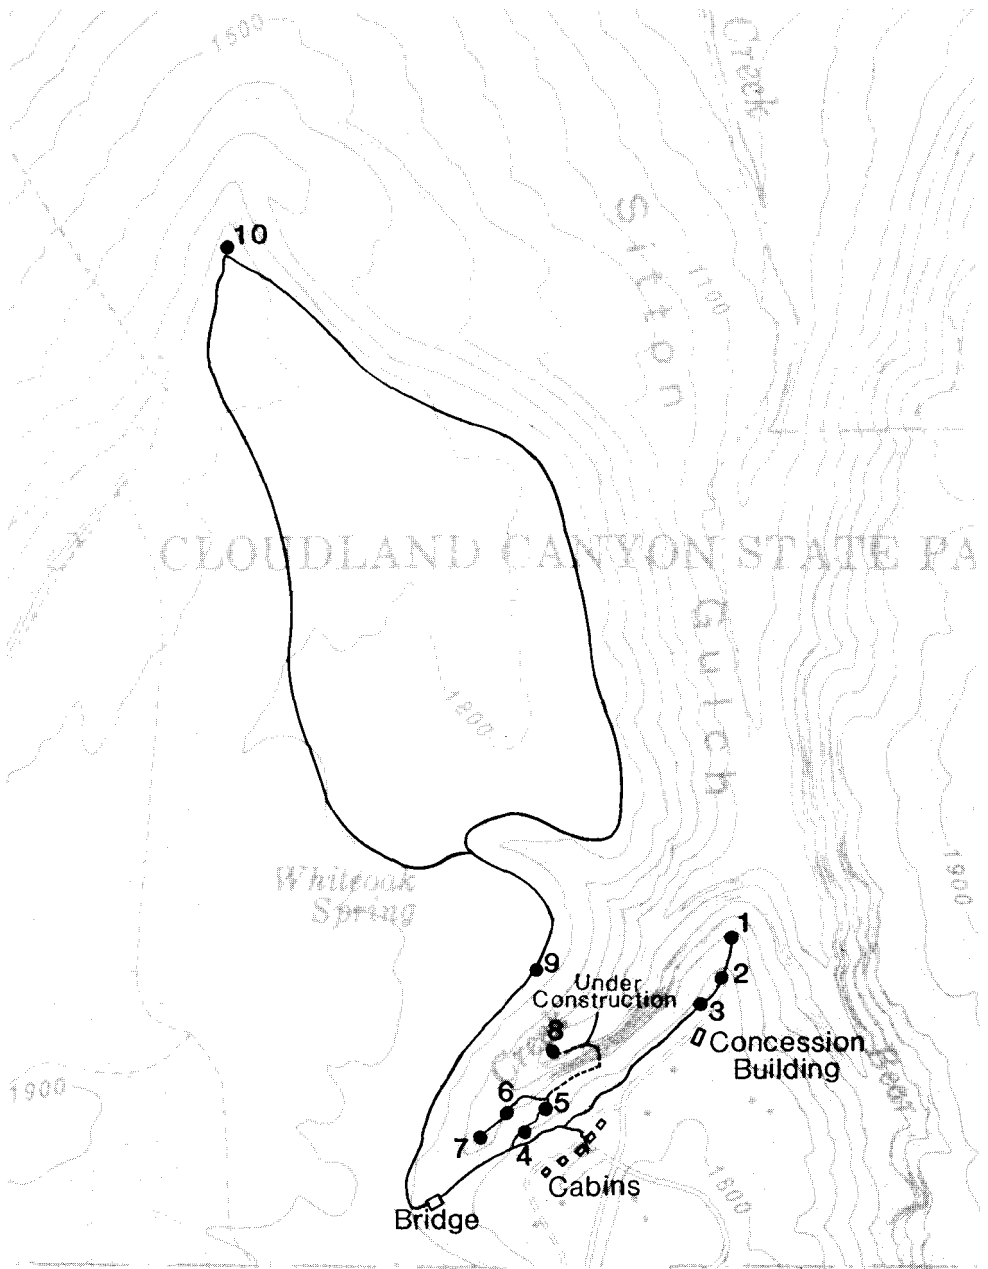 1500
Creek
10
Sitton
1100
CLOUDLAND CANYON STATE PA
Gulch
1800
Whiteoak
Spring
1900
1
9
2
Under
Construction
3
8
Concession
Building
Bear
1900
6
5
7
4
Cabins
1800
Bridge